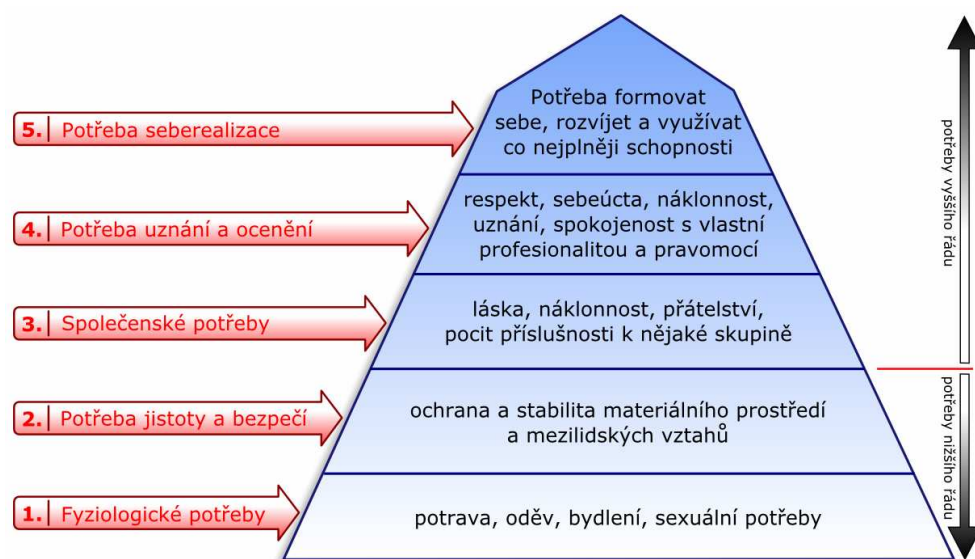 5. Potřeba seberealizace
Potřeba formovat
sebe, rozvíjet a využívat
co nejplněji schopnosti
4. Potřeba uznání a ocenění
respekt, sebeúcta, náklonnost,
uznání, spokojenost s vlastní
profesionalitou a pravomocí
3. Společenské potřeby
láska, náklonnost, přátelství,
pocit příslušnosti k nějaké skupině
2. Potřeba jistoty a bezpečí
ochrana a stabilita materiálního prostředí
a mezilidských vztahů
1. Fyziologické potřeby
potrava, oděv, bydlení, sexuální potřeby
potřeby vyššího řádu
potřeby nižšího řádu